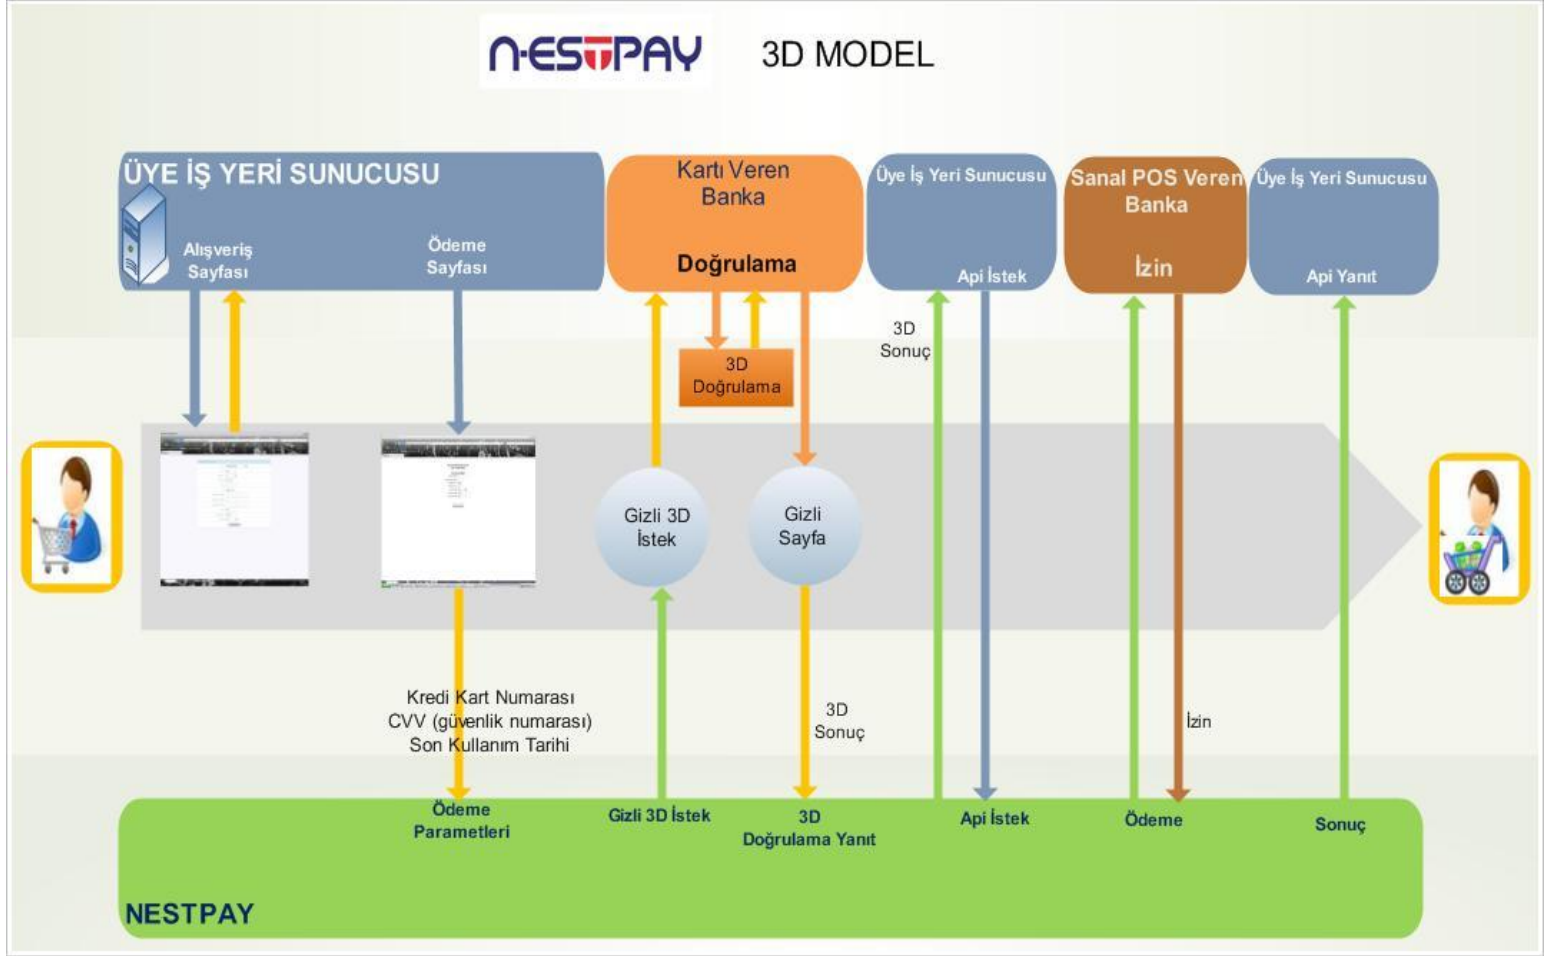 NESTPAY
3D MODEL
ÜYE İŞ YERİ SUNUCUSU
Alışveriş
Sayfası
Ödeme
Sayfası
Kartı Veren
Banka
Doğrulama
Üye İş Yeri Sunucusu
Api İstek
Sanal POS Veren
Banka
İzin
Üye İş Yeri Sunucusu
Api Yanıt
3D
Doğrulama
3D
Sonuç
Gizli 3D
İstek
Gizli
Sayfa
Kredi Kart Numarası
CVV (güvenlik numarası)
Son Kullanım Tarihi
3D
Sonuç
İzin
Ödeme
Parametleri
Gizli 3D İstek
3D
Doğrulama Yanıt
Api İstek
Ödeme
Sonuç
NESTPAY